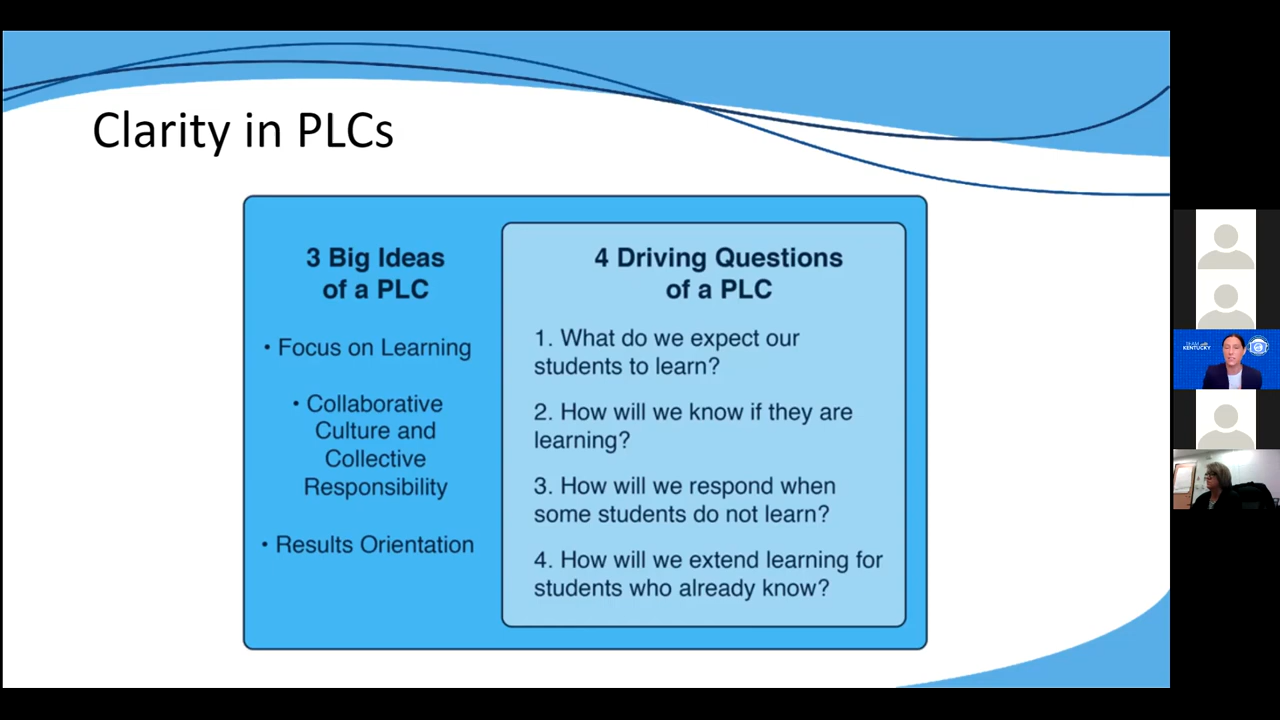 Clarity in PLCs
3 Big Ideas
of a PLC
• Focus on Learning
• Collaborative
Culture and
Collective
Responsibility
• Results Orientation
4 Driving Questions
of a PLC
1. What do we expect our
students to learn?
2. How will we know if they are
learning?
3. How will we respond when
some students do not learn?
4. How will we extend learning for
students who already know?
TEAM
KENTUCKY